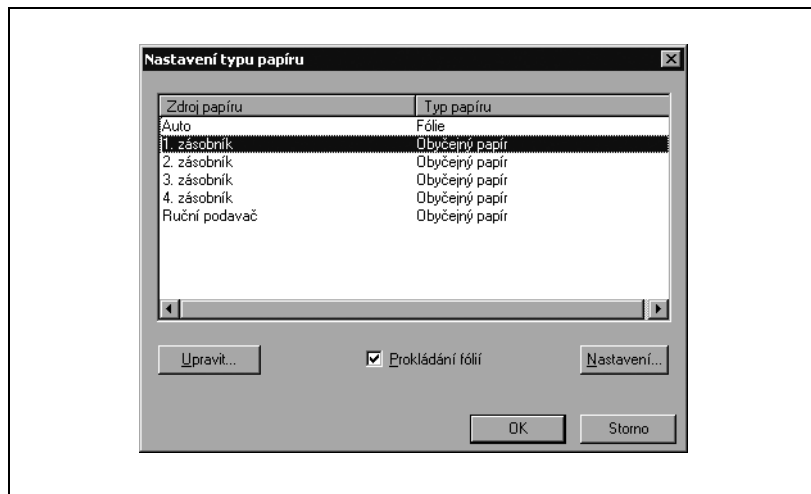 Nastavení typu papíru
Zdroj papíru Typ papíru
Auto Fólie
1. zásobník Obyčejný papír
2. zásobník Obyčejný papír
3. zásobník Obyčejný papír
4. zásobník Obyčejný papír
Ruční podavač Obyčejný papír
Upravit... Prokládání fólií Nastavení...
OK Storno